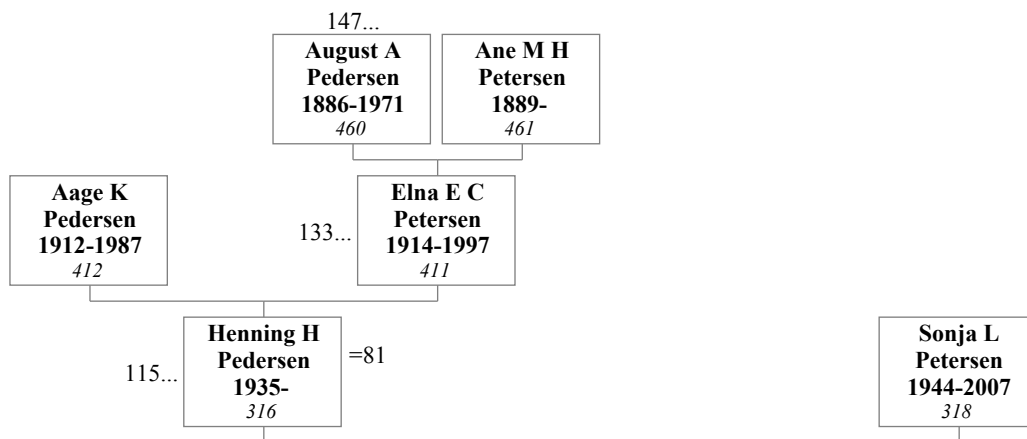 147...
August A
Pedersen
1886-1971
460
Ane M H
Petersen
1889-
461
Aage K
Pedersen
1912-1987
412
133...
Elna E C
Petersen
1914-1997
411
115...
Henning H
Pedersen
1935-
316
=81
Sonja L
Petersen
1944-2007
318